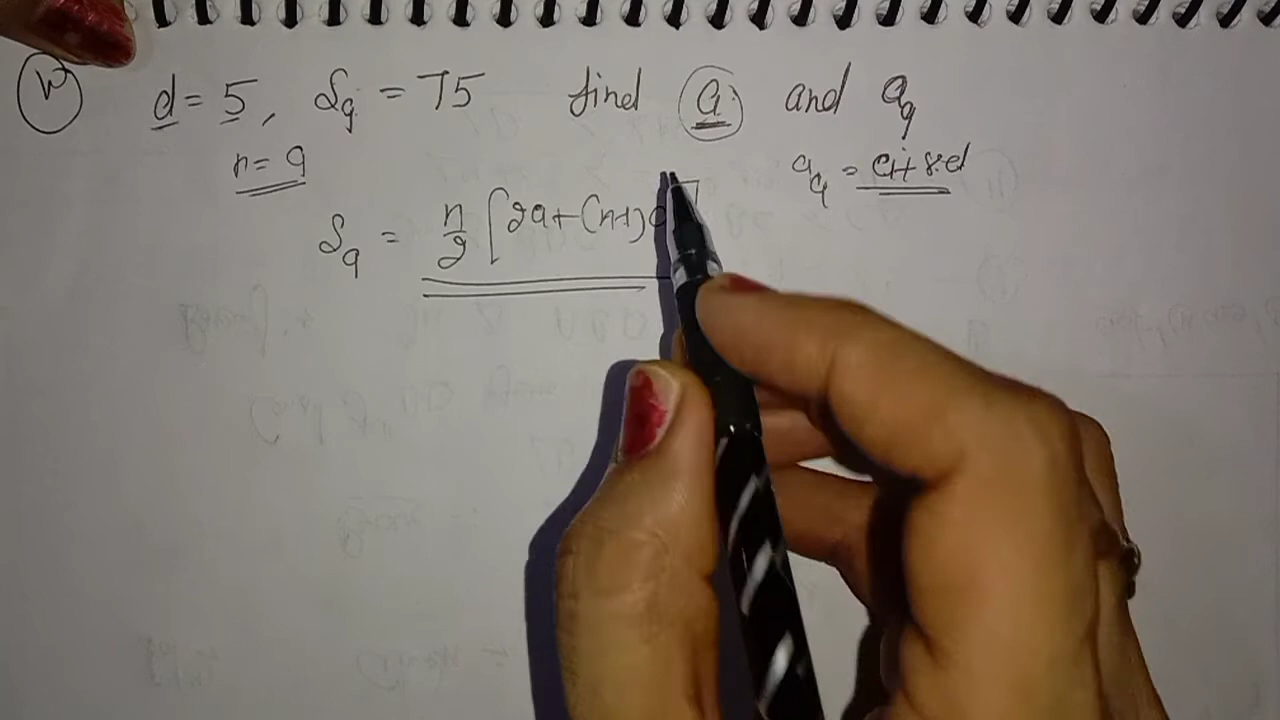 (v) d = 5, S9 = 75 find a and a9
n = 9
a9 = a + 8d
S9 = n/2 [2a + (n-1)d]